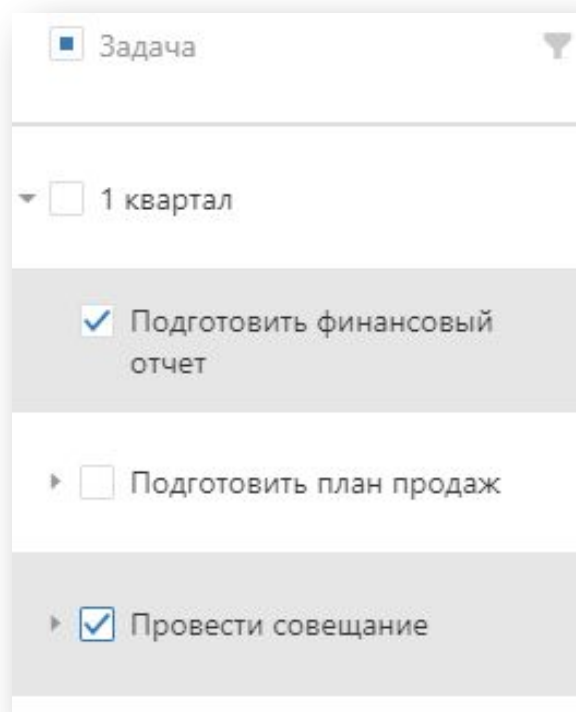 Задача
1 квартал
Подготовить финансовый
отчет
Подготовить план продаж
Провести совещание